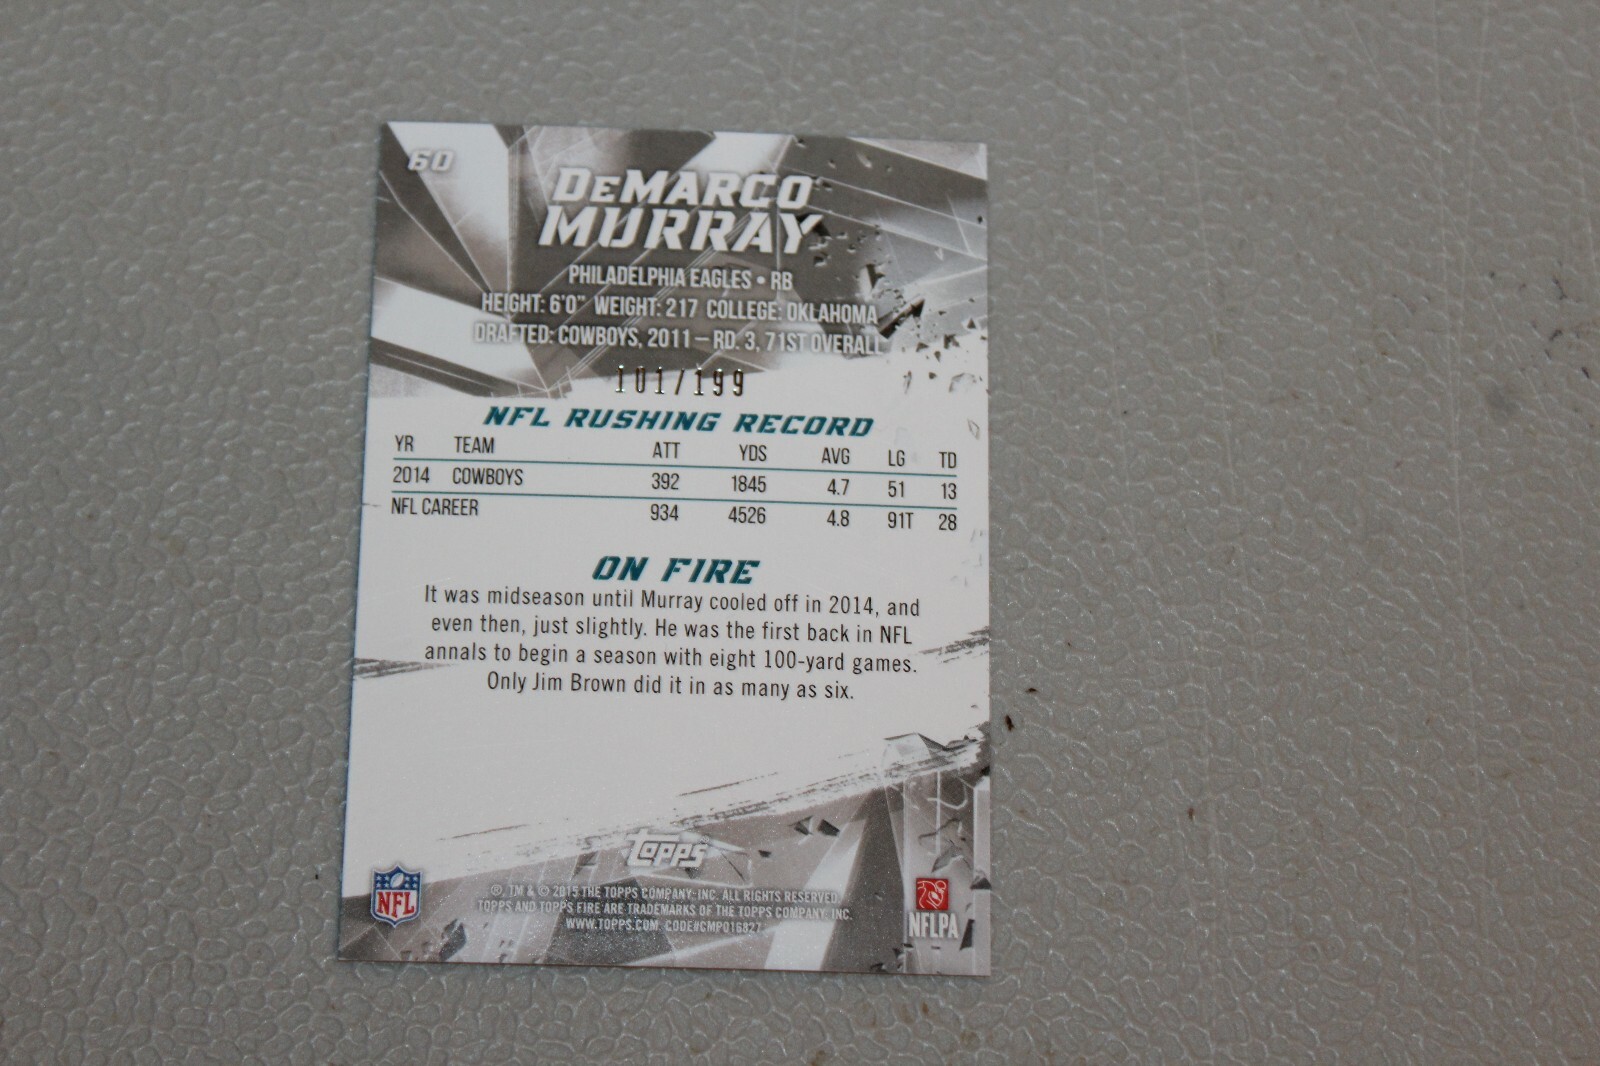 60
DeMARCO
MURRAY
PHILADELPHIA EAGLES • RB
HEIGHT: 6'0" WEIGHT: 217 COLLEGE: OKLAHOMA
DRAFTED: COWBOYS, 2011 – RD. 3, 71ST OVERALL
101/199
NFL RUSHING RECORD
YR TEAM ATT YDS AVG LG TD
2014 COWBOYS 392 1845 4.7 51 13
NFL CAREER 934 4526 4.8 91T 28
ON FIRE
It was midseason until Murray cooled off in 2014, and
even then, just slightly. He was the first back in NFL
annals to begin a season with eight 100-yard games.
Only Jim Brown did it in as many as six.
topps
®, TM & © 2015 THE TOPPS COMPANY, INC. ALL RIGHTS RESERVED.
TOPPS AND TOPPS FIRE ARE TRADEMARKS OF THE TOPPS COMPANY, INC.
WWW.TOPPS.COM CODE#CMP016827
NFL
NFLPA